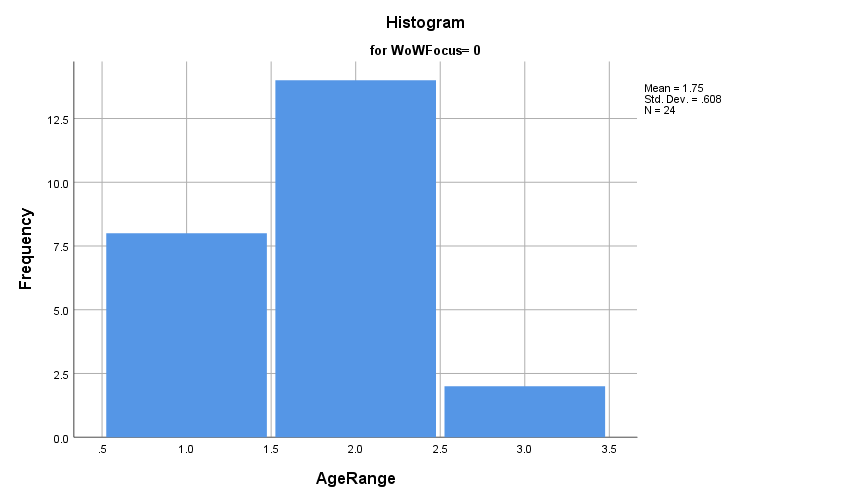 Histogram
for WoWFocus= 0
Mean = 1.75
Std. Dev. = .608
N = 24
Frequency
12.5
10.0
7.5
5.0
2.5
0.0
.5 1.0 1.5 2.0 2.5 3.0 3.5
AgeRange